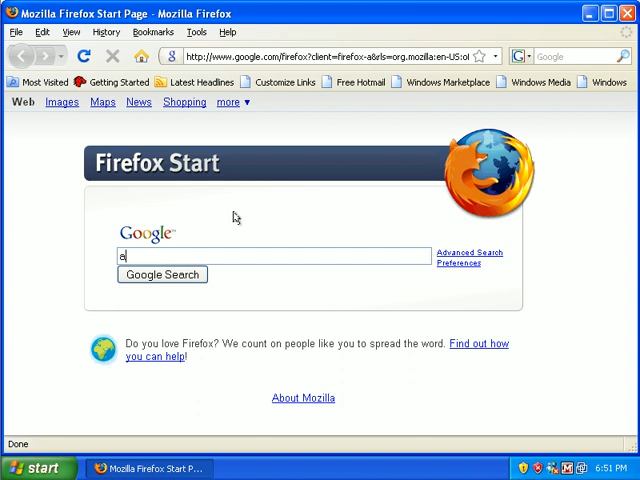 Mozilla Firefox Start Page - Mozilla Firefox
File Edit View History Bookmarks Tools Help
http://www.google.com/firefox?client=firefox-a&rls=org.mozilla:en-US:of Google
Most Visited Getting Started Latest Headlines Customize Links Free Hotmail Windows Marketplace Windows Media Windows
Web Images Maps News Shopping more ▼
Firefox Start
Google™
a
Advanced Search
Preferences
Google Search
Do you love Firefox? We count on people like you to spread the word. Find out how
you can help!
About Mozilla
Done
start Mozilla Firefox Start P... 6:51 PM